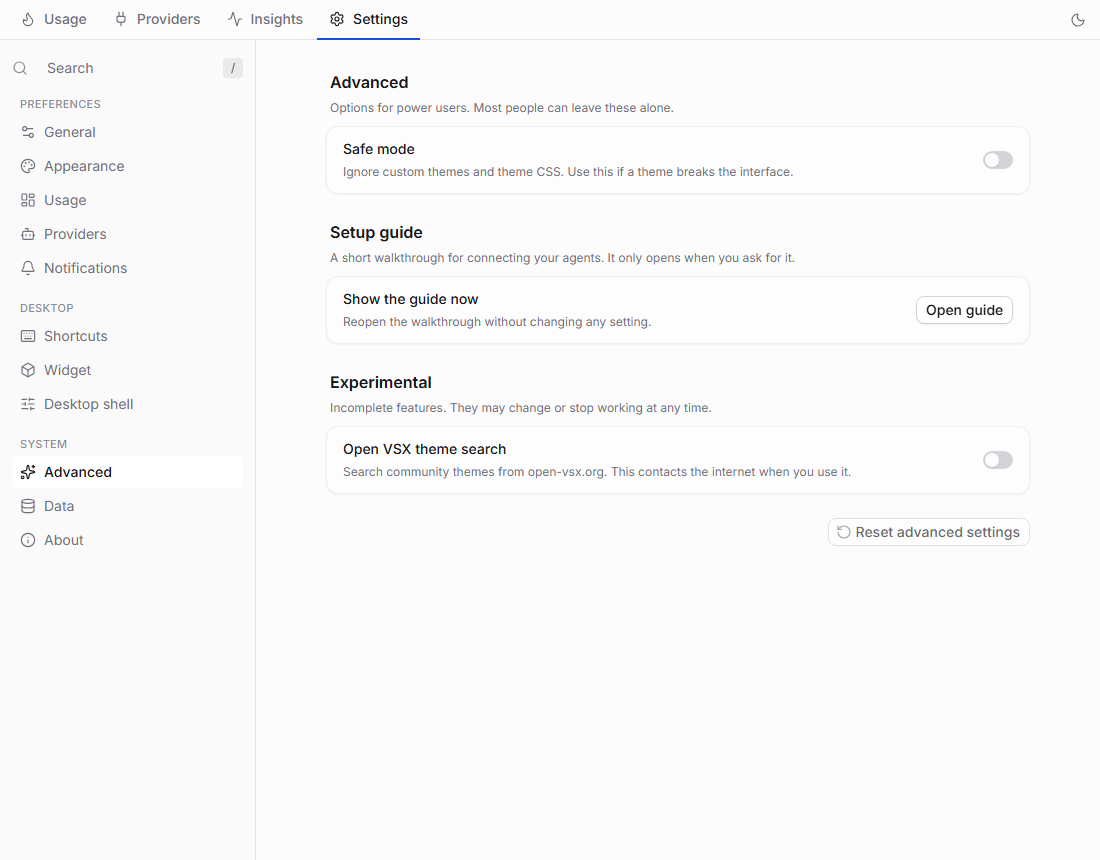 Usage
Providers
Insights
Settings
Search
/
PREFERENCES
General
Appearance
Usage
Providers
Notifications
DESKTOP
Shortcuts
Widget
Desktop shell
SYSTEM
Advanced
Data
About
Advanced
Options for power users. Most people can leave these alone.
Safe mode
Ignore custom themes and theme CSS. Use this if a theme breaks the interface.
Setup guide
A short walkthrough for connecting your agents. It only opens when you ask for it.
Show the guide now
Reopen the walkthrough without changing any setting.
Open guide
Experimental
Incomplete features. They may change or stop working at any time.
Open VSX theme search
Search community themes from open-vsx.org. This contacts the internet when you use it.
Reset advanced settings